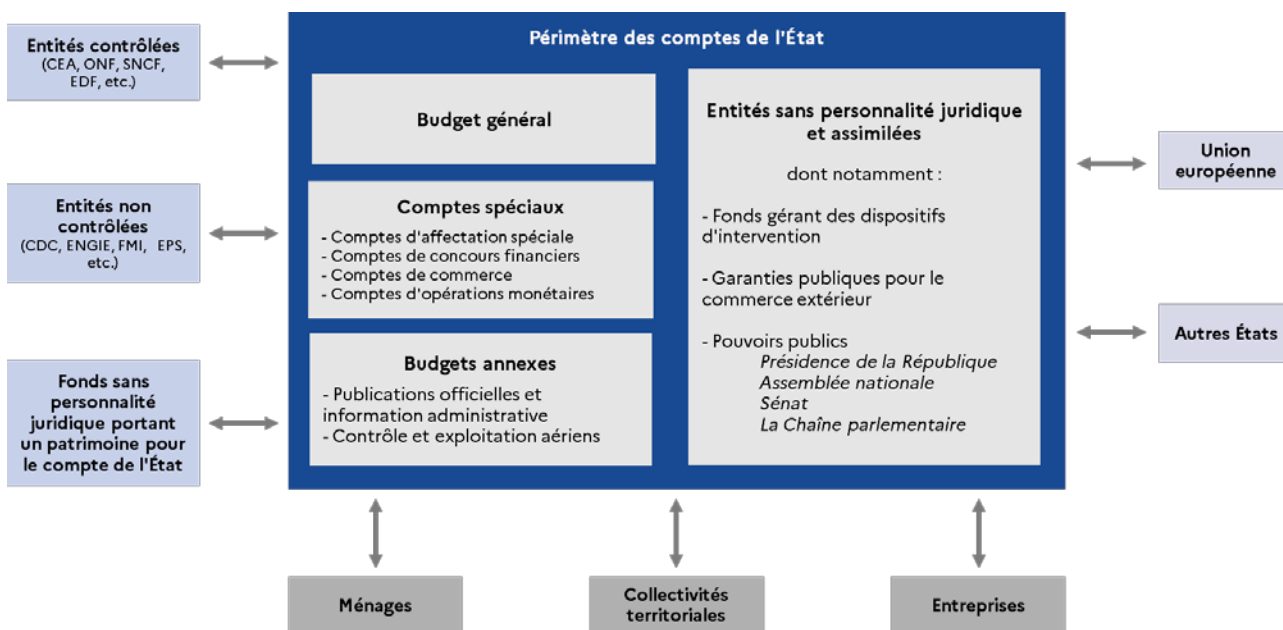 Périmètre des comptes de l'État
Entités contrôlées
(CEA, ONF, SNCF,
EDF, etc.)
Entités non
contrôlées
(CDC, ENGIE, FMI, EPS,
etc.)
Fonds sans
personnalité
juridique portant
un patrimoine pour
le compte de l'État
Budget général
Comptes spéciaux
- Comptes d'affectation spéciale
- Comptes de concours financiers
- Comptes de commerce
- Comptes d'opérations monétaires
Budgets annexes
- Publications officielles et
information administrative
- Contrôle et exploitation aériens
Entités sans personnalité juridique
et assimilées
dont notamment :
- Fonds gérant des dispositifs
d'intervention
- Garanties publiques pour le
commerce extérieur
- Pouvoirs publics
Présidence de la République
Assemblée nationale
Sénat
La Chaîne parlementaire
Union
européenne
Autres États
Ménages
Collectivités
territoriales
Entreprises